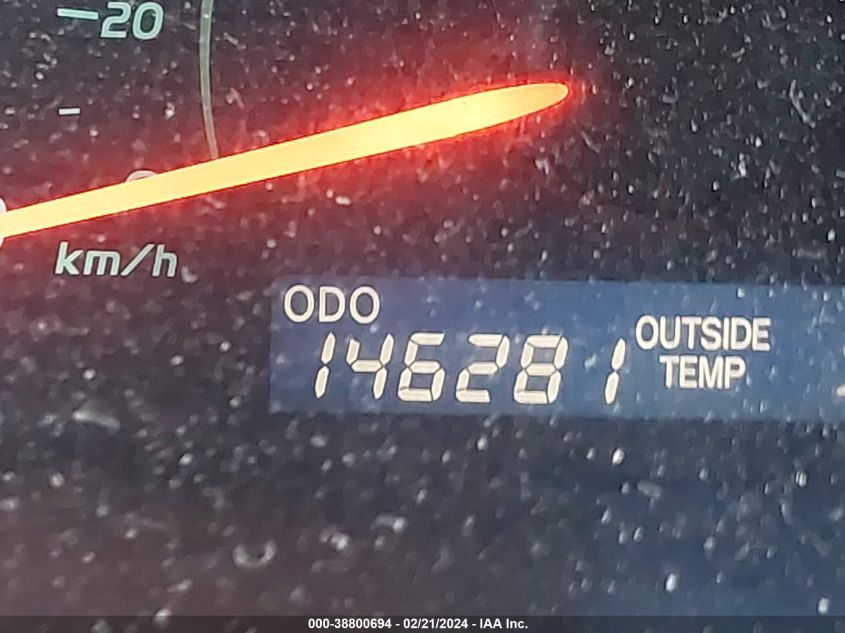 20
km/h
ODO
146281
OUTSIDE
TEMP
000-38800694 - 02/21/2024 - IAA Inc.